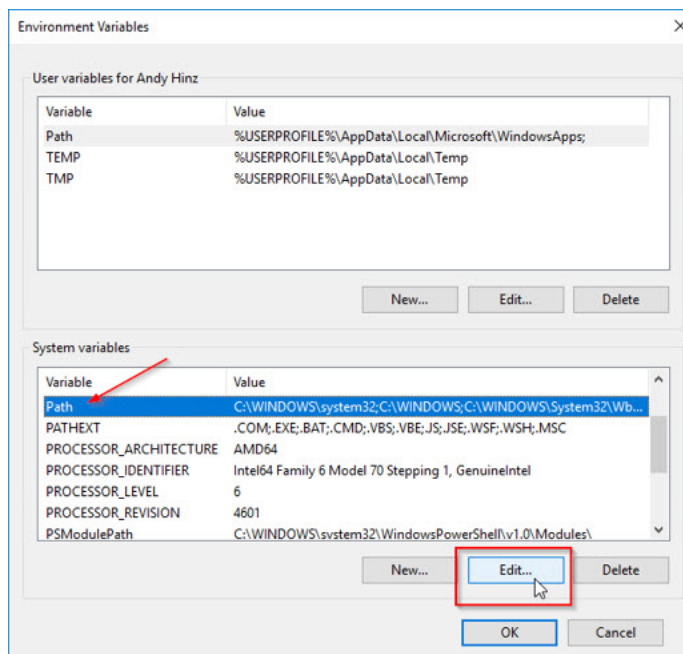 Environment Variables
User variables for Andy Hinz
Variable Value
Path %USERPROFILE%\AppData\Local\Microsoft\WindowsApps;
TEMP %USERPROFILE%\AppData\Local\Temp
TMP %USERPROFILE%\AppData\Local\Temp
New... Edit... Delete
System variables
Variable Value
Path C:\WINDOWS\system32;C:\WINDOWS;C:\WINDOWS\System32\Wb...
PATHEXT .COM;.EXE;.BAT;.CMD;.VBS;.VBE;.JS;.JSE;.WSF;.WSH;.MSC
PROCESSOR_ARCHITECTURE AMD64
PROCESSOR_IDENTIFIER Intel64 Family 6 Model 70 Stepping 1, GenuineIntel
PROCESSOR_LEVEL 6
PROCESSOR_REVISION 4601
PSModulePath C:\WINDOWS\system32\WindowsPowerShell\v1.0\Modules\
New... Edit... Delete
OK Cancel